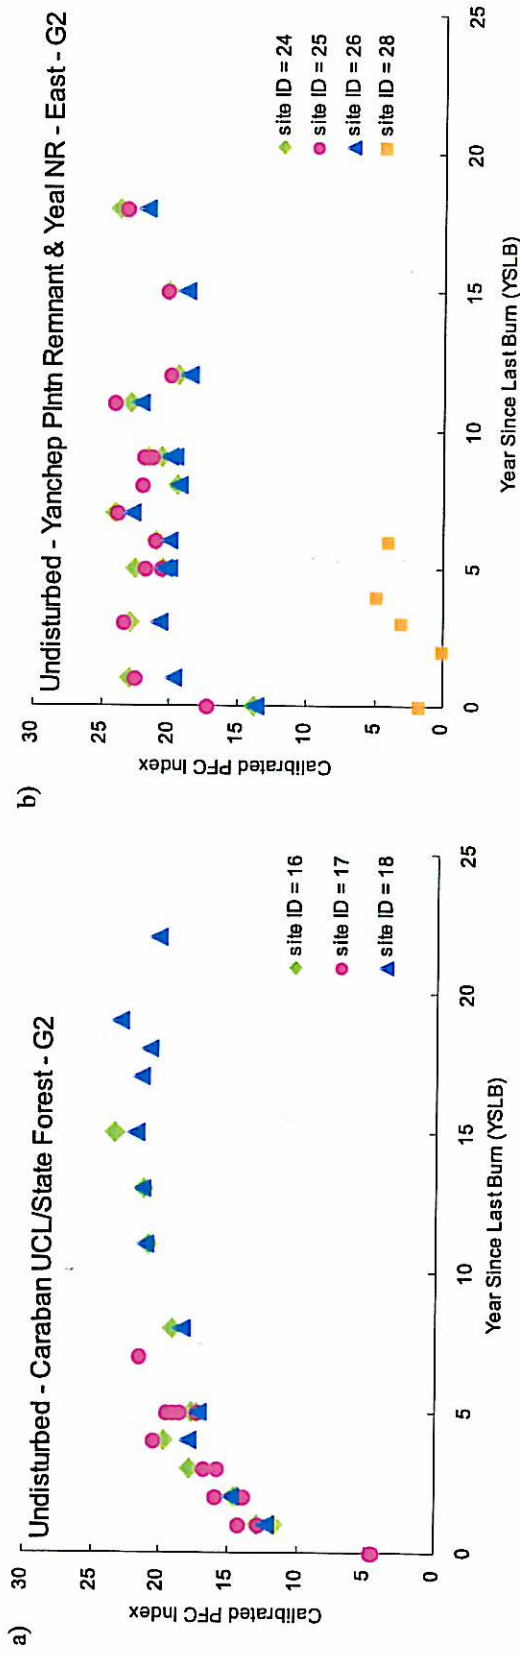 a)
Undisturbed - Caraban UCL/State Forest - G2
Calibrated PFC Index
30
25
20
15
10
5
0
0
5
10
15
20
25
Year Since Last Burn (YSLB)
site ID = 16
site ID = 17
site ID = 18
b)
Undisturbed - Yanchep Plntn Remnant & Yeal NR - East - G2
Calibrated PFC Index
30
25
20
15
10
5
0
0
5
10
15
20
25
Year Since Last Burn (YSLB)
site ID = 24
site ID = 25
site ID = 26
site ID = 28